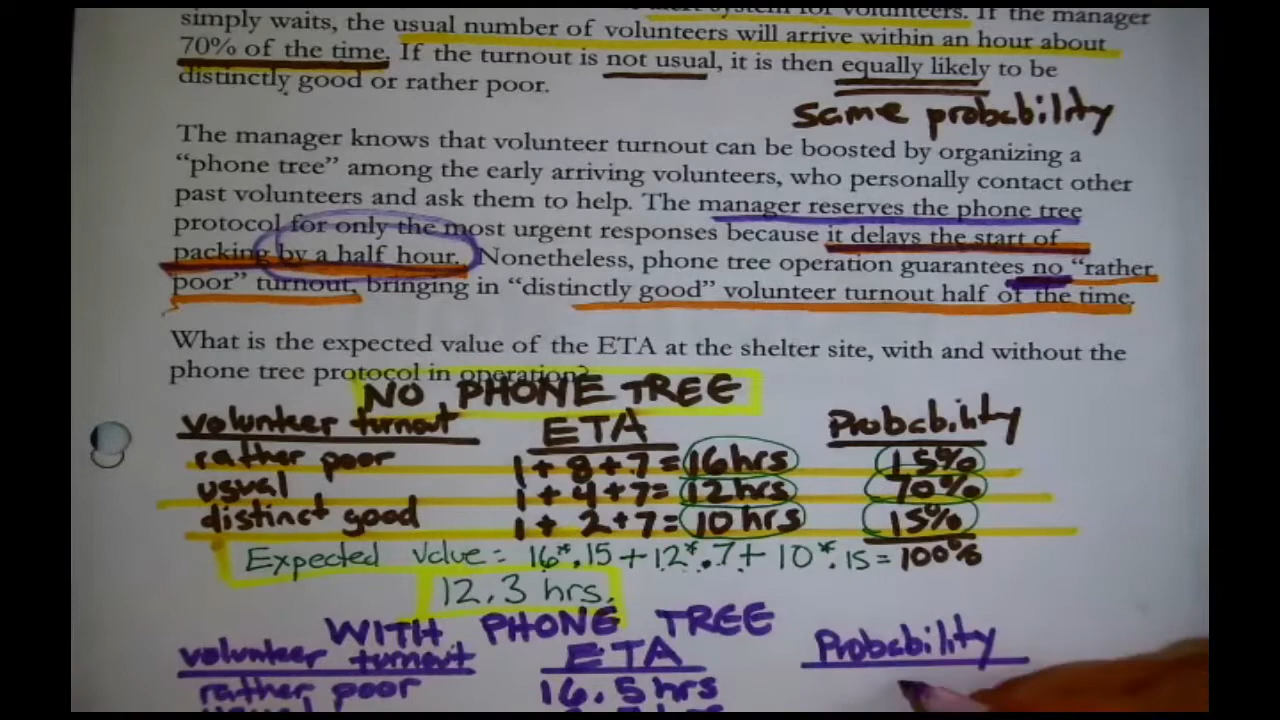 simply waits, the usual number of volunteers will arrive within an hour about
70% of the time. If the turnout is not usual, it is then equally likely to be
distinctly good or rather poor.
same probability
The manager knows that volunteer turnout can be boosted by organizing a
“phone tree” among the early arriving volunteers, who personally contact other
past volunteers and ask them to help. The manager reserves the phone tree
protocol for only the most urgent responses because it delays the start of
packing by a half hour. Nonetheless, phone tree operation guarantees no “rather
poor” turnout, bringing in “distinctly good” volunteer turnout half of the time.
What is the expected value of the ETA at the shelter site, with and without the
phone tree protocol in operation?
NO PHONE TREE
volunteer turnout ETA Probability
rather poor 1 + 8 + 7 = 16 hrs 15%
usual 1 + 4 + 7 = 12 hrs 70%
distinct good 1 + 2 + 7 = 10 hrs 15%
Expected Value = 16*.15 + 12*.7 + 10*.15 = 100%
12.3 hrs.
WITH PHONE TREE
volunteer turnout ETA Probability
rather poor 16.5 hrs